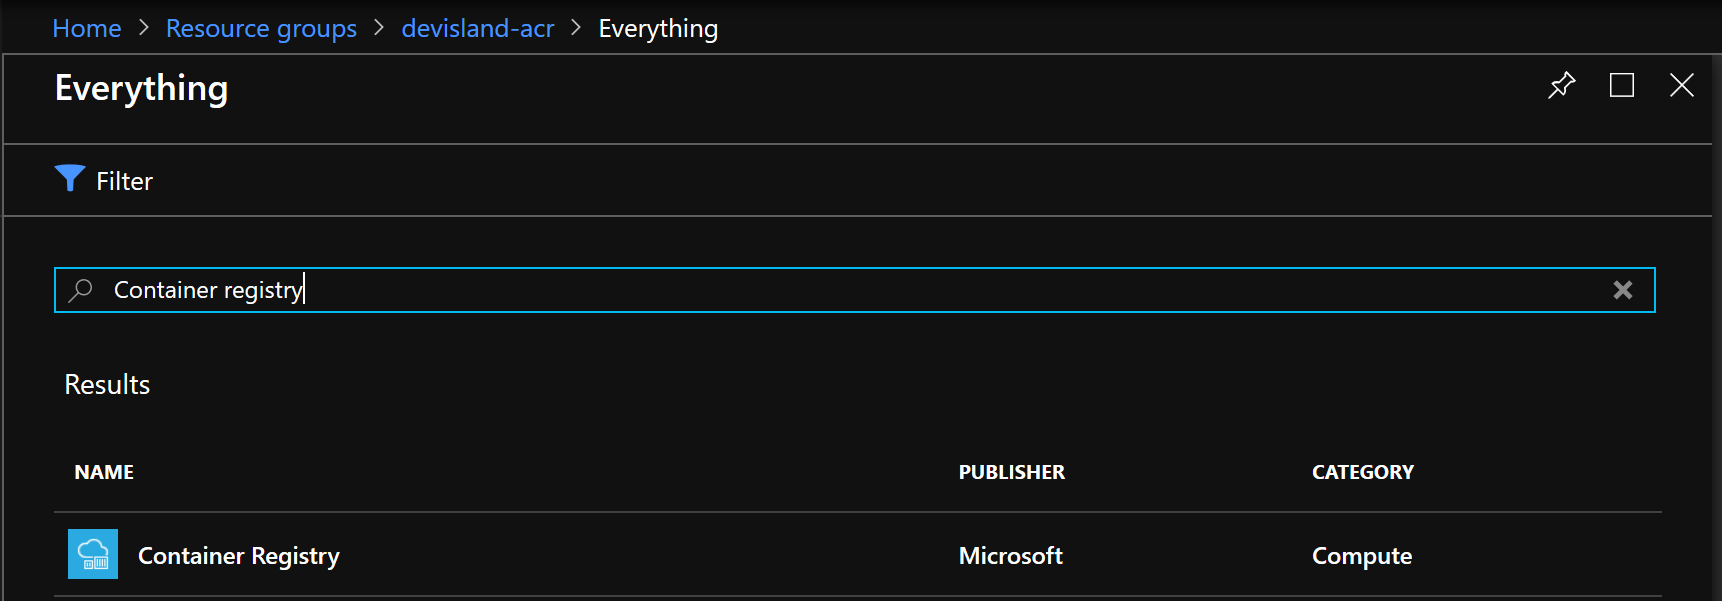 Home > Resource groups > devisland-acr > Everything
Everything
Filter
Container registry
Results
NAME PUBLISHER CATEGORY
Container Registry Microsoft Compute